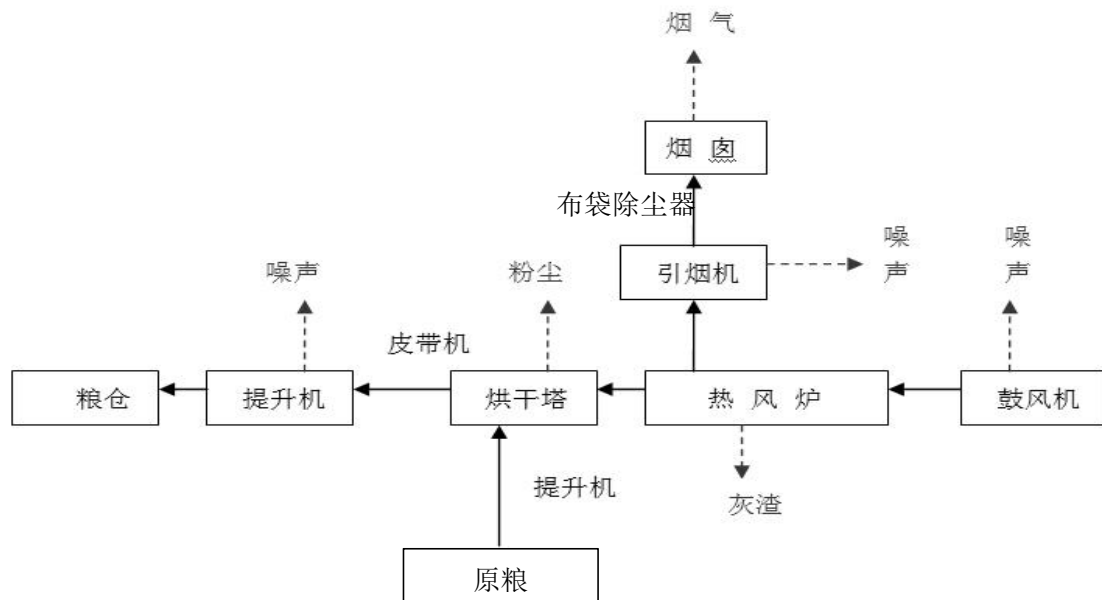 烟 气
烟 囱
布袋除尘器
噪声
粉尘
引烟机
噪
声
噪
声
皮带机
粮仓
提升机
烘干塔
热 风 炉
鼓风机
提升机
灰渣
原粮